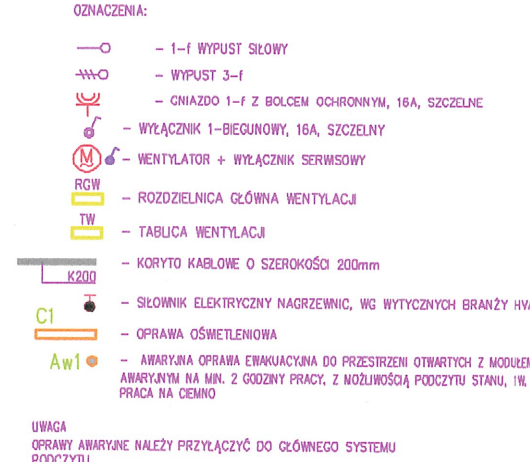 OZNACZENIA:
– 1-f WYPUST SIŁOWY
– WYPUST 3-f
– GNIAZDO 1-f Z BOLCEM OCHRONNYM, 16A, SZCZELNE
– WYŁĄCZNIK 1-BIEGUNOWY, 16A, SZCZELNY
M – WENTYLATOR + WYŁĄCZNIK SERWISOWY
RGW
– ROZDZIELNICA GŁÓWNA WENTYLACJI
TW
– TABLICA WENTYLACJI
– KORYTO KABLOWE O SZEROKOŚCI 200mm
K200
– SIŁOWNIK ELEKTRYCZNY NAGRZEWNIC, WG WYTYCZNYCH BRANŻY HVA
C1
– OPRAWA OŚWIETLENIOWA
Aw1 – AWARYJNA OPRAWA EWAKUACYJNA DO PRZESTRZENI OTWARTYCH Z MODUŁEM
AWARYJNYM NA MIN. 2 GODZINY PRACY, Z MOŻLIWOŚCIĄ PODCZYTU STANU, 1W,
PRACA NA CIEMNO
UWAGA
OPRAWY AWARYJNE NALEŻY PRZYŁĄCZYĆ DO GŁÓWNEGO SYSTEMU
PODCZYTU